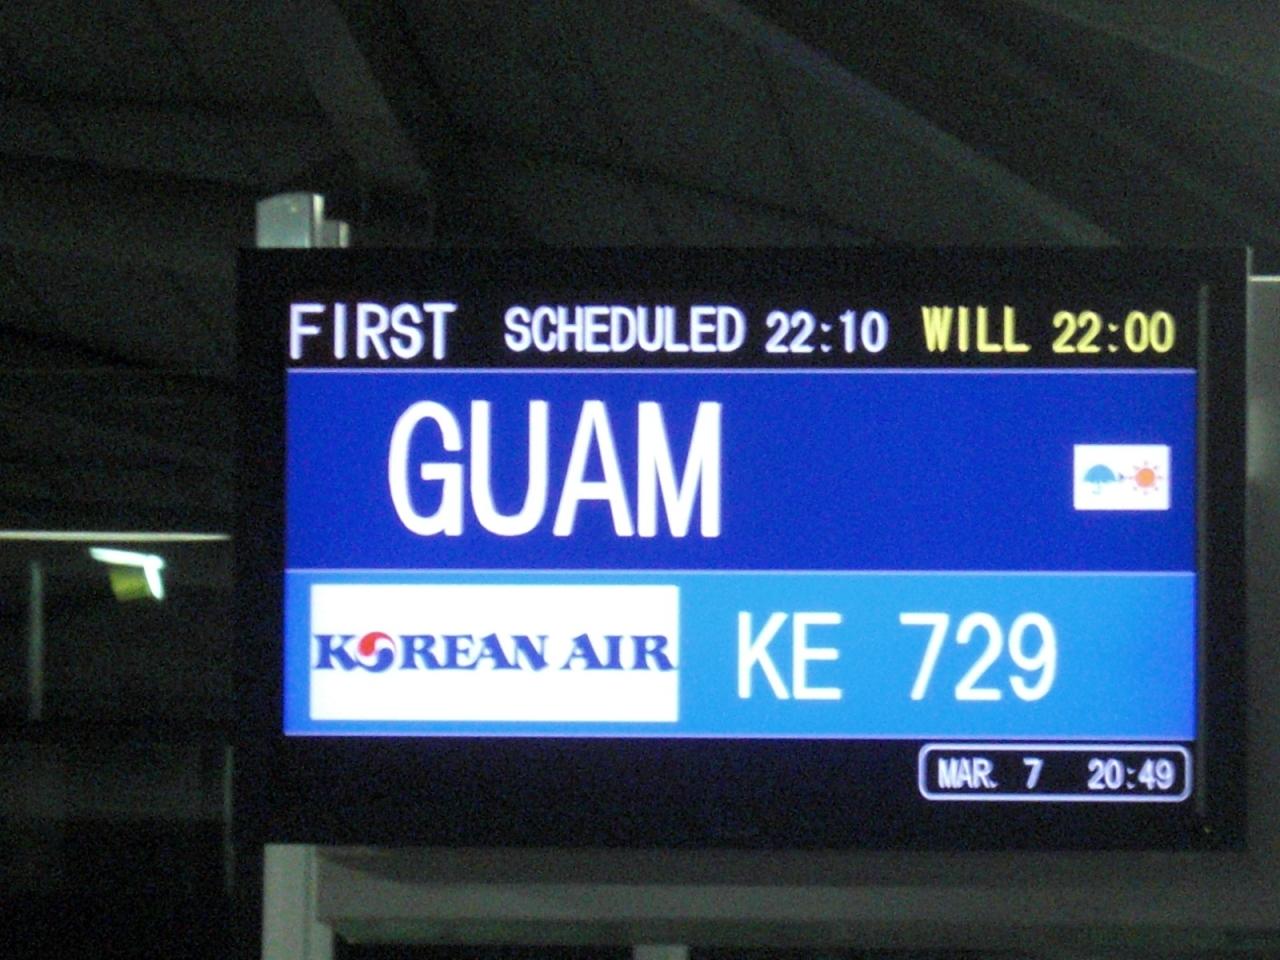 FIRST SCHEDULED 22:10 WILL 22:00
GUAM
KOREAN AIR KE 729
MAR. 7 20:49